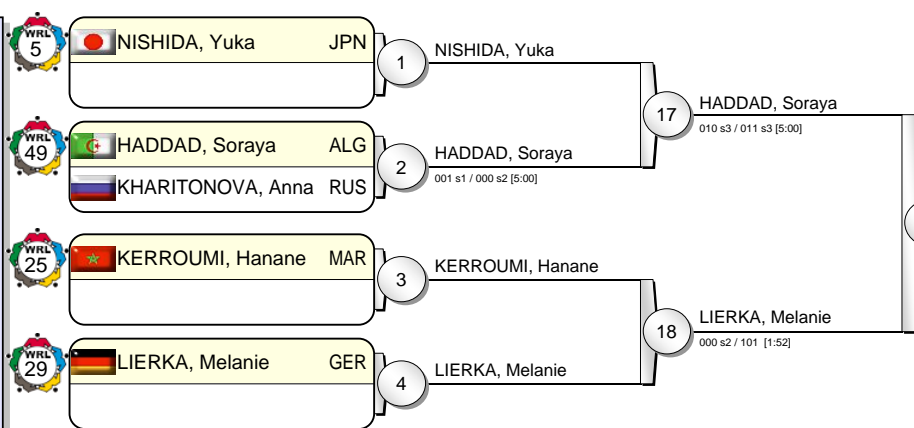 WRL
5
NISHIDA, Yuka JPN
1
NISHIDA, Yuka
17
HADDAD, Soraya
010 s3 / 011 s3 [5:00]
WRL
49
HADDAD, Soraya ALG
KHARITONOVA, Anna RUS
2
HADDAD, Soraya
001 s1 / 000 s2 [5:00]
WRL
25
KERROUMI, Hanane MAR
3
KERROUMI, Hanane
18
LIERKA, Melanie
000 s2 / 101 [1:52]
WRL
29
LIERKA, Melanie GER
4
LIERKA, Melanie